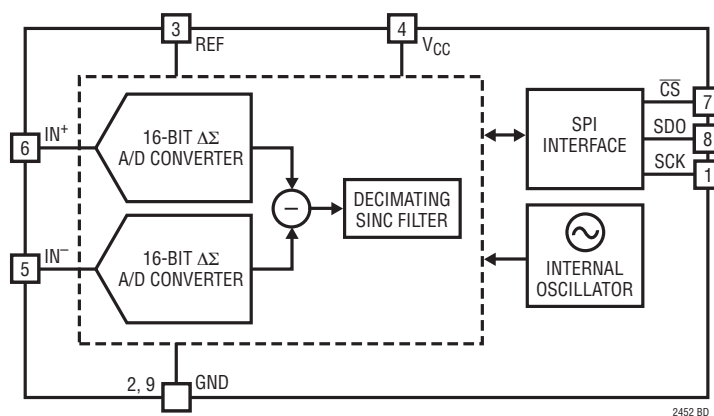 3
REF
4
VCC
6
IN+
16-BIT ΔΣ
A/D CONVERTER
5
IN−
16-BIT ΔΣ
A/D CONVERTER
−
DECIMATING
SINC FILTER
SPI
INTERFACE
C̅S̅
7
SDO
8
SCK
1
INTERNAL
OSCILLATOR
2, 9
GND
2452 BD